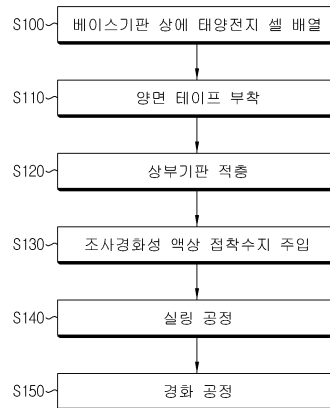 S100 베이스기판 상에 태양전지 셀 배열
S110 양면 테이프 부착
S120 상부기판 적층
S130 조사경화성 액상 접착수지 주입
S140 실링 공정
S150 경화 공정